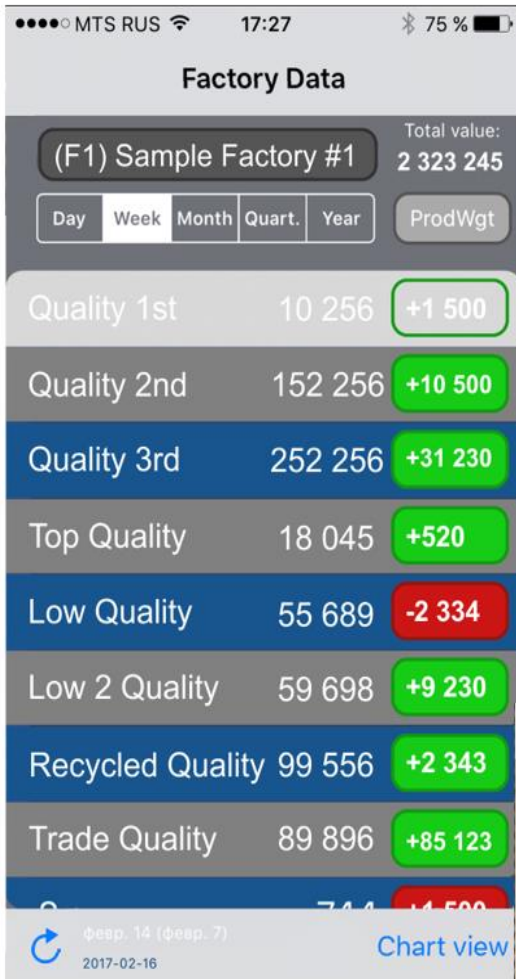 MTS RUS 17:27 75 %
Factory Data
(F1) Sample Factory #1
Total value:
2 323 245
Day Week Month Quart. Year ProdWgt
Quality 1st 10 256 +1 500
Quality 2nd 152 256 +10 500
Quality 3rd 252 256 +31 230
Top Quality 18 045 +520
Low Quality 55 689 -2 334
Low 2 Quality 59 698 +9 230
Recycled Quality 99 556 +2 343
Trade Quality 89 896 +85 123
февр. 14 (февр. 7)
2017-02-16
Chart view